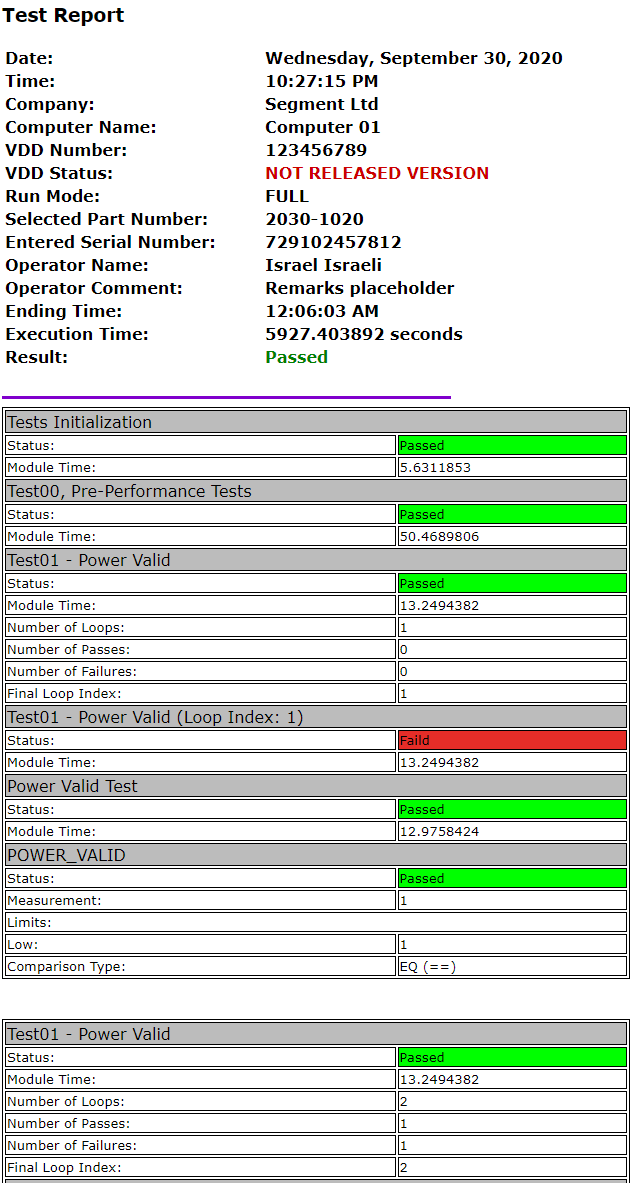 Test Report
Date: Wednesday, September 30, 2020
Time: 10:27:15 PM
Company: Segment Ltd
Computer Name: Computer 01
VDD Number: 123456789
VDD Status: NOT RELEASED VERSION
Run Mode: FULL
Selected Part Number: 2030-1020
Entered Serial Number: 729102457812
Operator Name: Israel Israeli
Operator Comment: Remarks placeholder
Ending Time: 12:06:03 AM
Execution Time: 5927.403892 seconds
Result: Passed
Tests Initialization
Status: Passed
Module Time: 5.6311853
Test00, Pre-Performance Tests
Status: Passed
Module Time: 50.4689806
Test01 - Power Valid
Status: Passed
Module Time: 13.2494382
Number of Loops: 1
Number of Passes: 0
Number of Failures: 0
Final Loop Index: 1
Test01 - Power Valid (Loop Index: 1)
Status: Faild
Module Time: 13.2494382
Power Valid Test
Status: Passed
Module Time: 12.9758424
POWER_VALID
Status: Passed
Measurement: 1
Limits:
Low: 1
Comparison Type: EQ (==)
Test01 - Power Valid
Status: Passed
Module Time: 13.2494382
Number of Loops: 2
Number of Passes: 1
Number of Failures: 1
Final Loop Index: 2